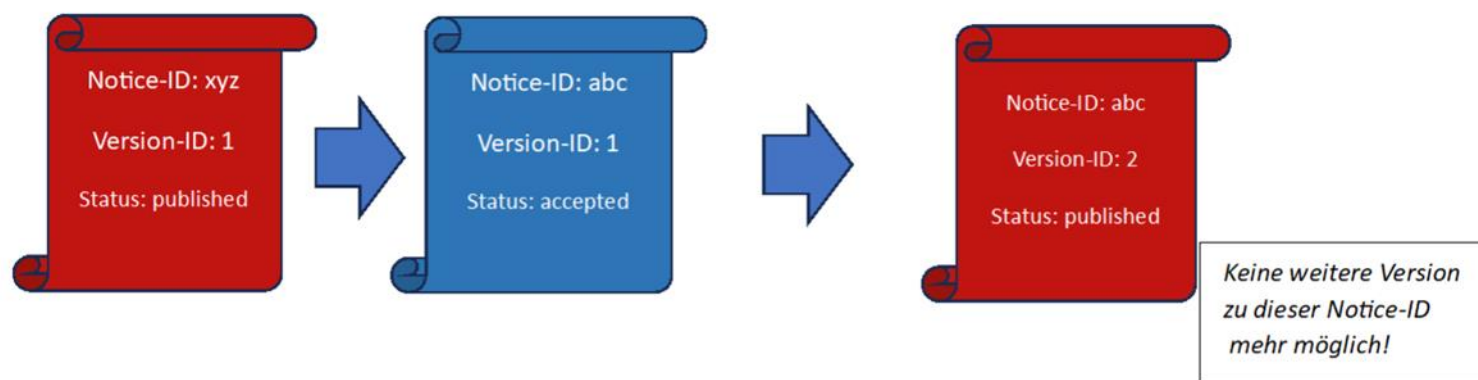 Notice-ID: xyz
Version-ID: 1
Status: published
Notice-ID: abc
Version-ID: 1
Status: accepted
Notice-ID: abc
Version-ID: 2
Status: published
Keine weitere Version
zu dieser Notice-ID
mehr möglich!